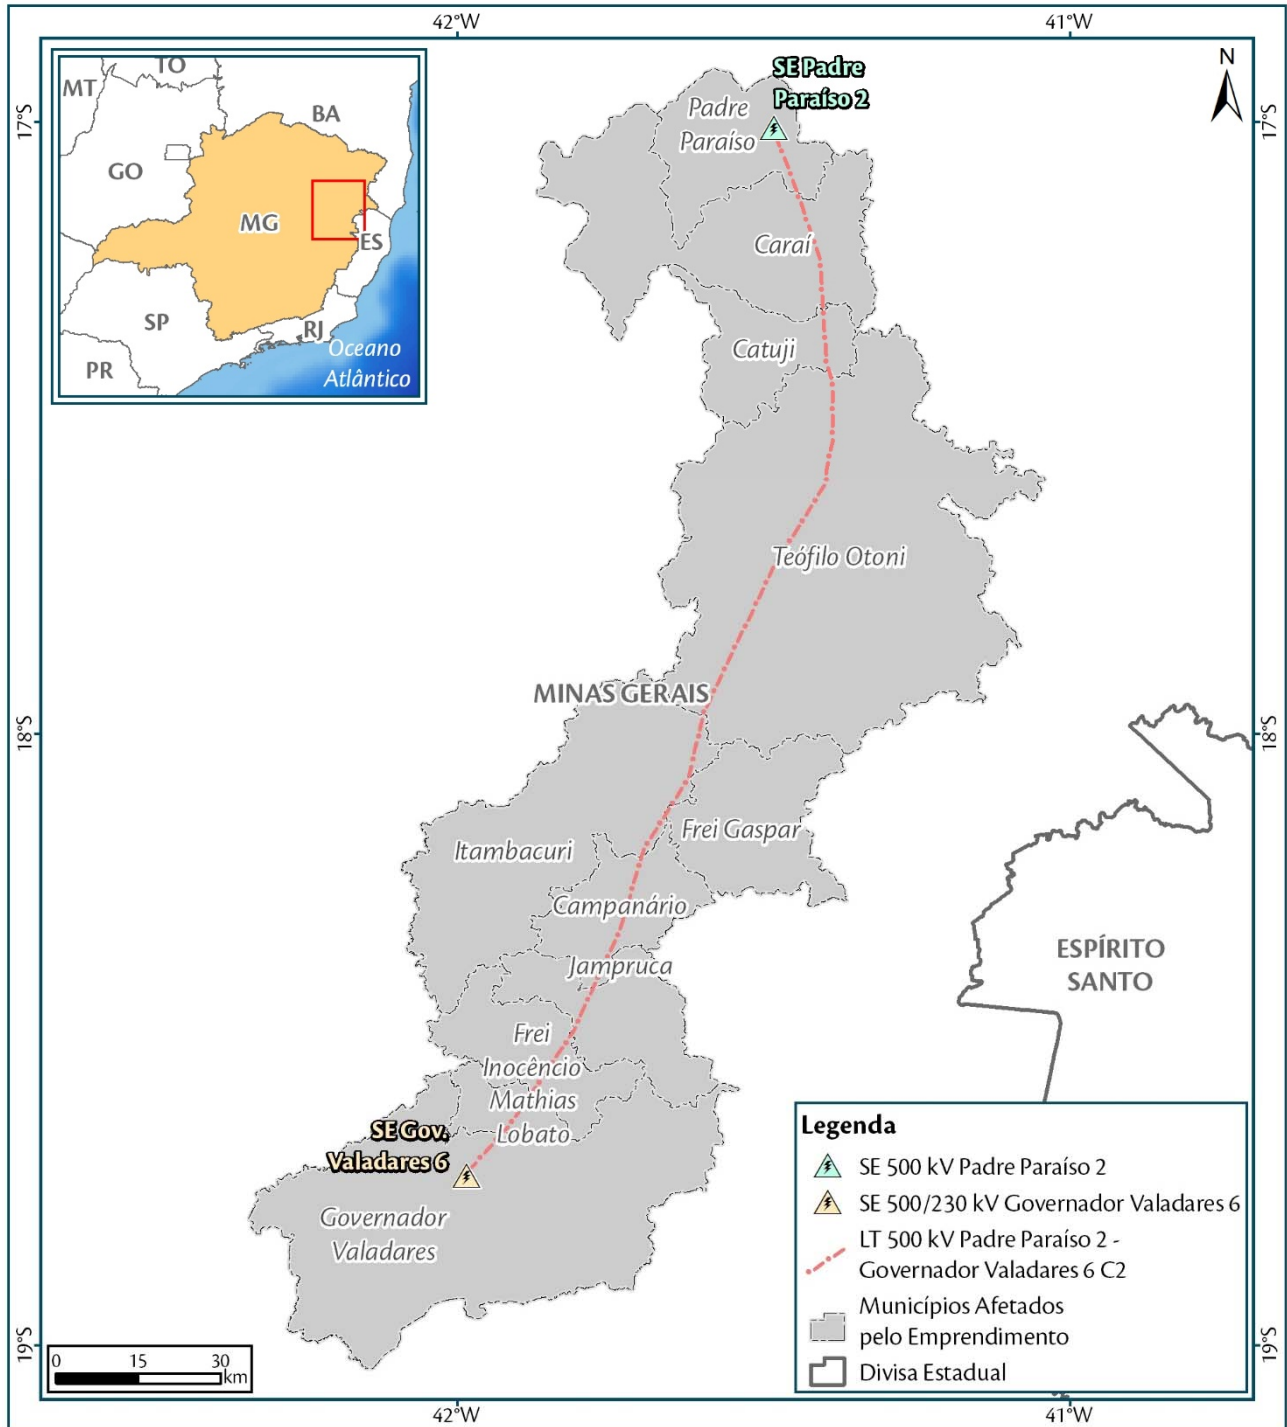 42°W
41°W
TO
MT
BA
GO
MG
ES
SP
RJ
PR
Oceano
Atlântico
N
SE Padre
Paraíso 2
17°S
17°S
Padre
Paraíso
Caraí
Catuji
Teófilo Otoni
MINAS GERAIS
18°S
18°S
Frei Gaspar
Itambacuri
Campanário
Jampruca
ESPÍRITO
SANTO
Frei
Inocêncio
Mathias
Lobato
SE Gov.
Valadares 6
Governador
Valadares
Legenda
SE 500 kV Padre Paraíso 2
SE 500/230 kV Governador Valadares 6
LT 500 kV Padre Paraíso 2 -
Governador Valadares 6 C2
Municípios Afetados
pelo Emprendimento
Divisa Estadual
19°S
19°S
0 15 30
km
42°W
41°W